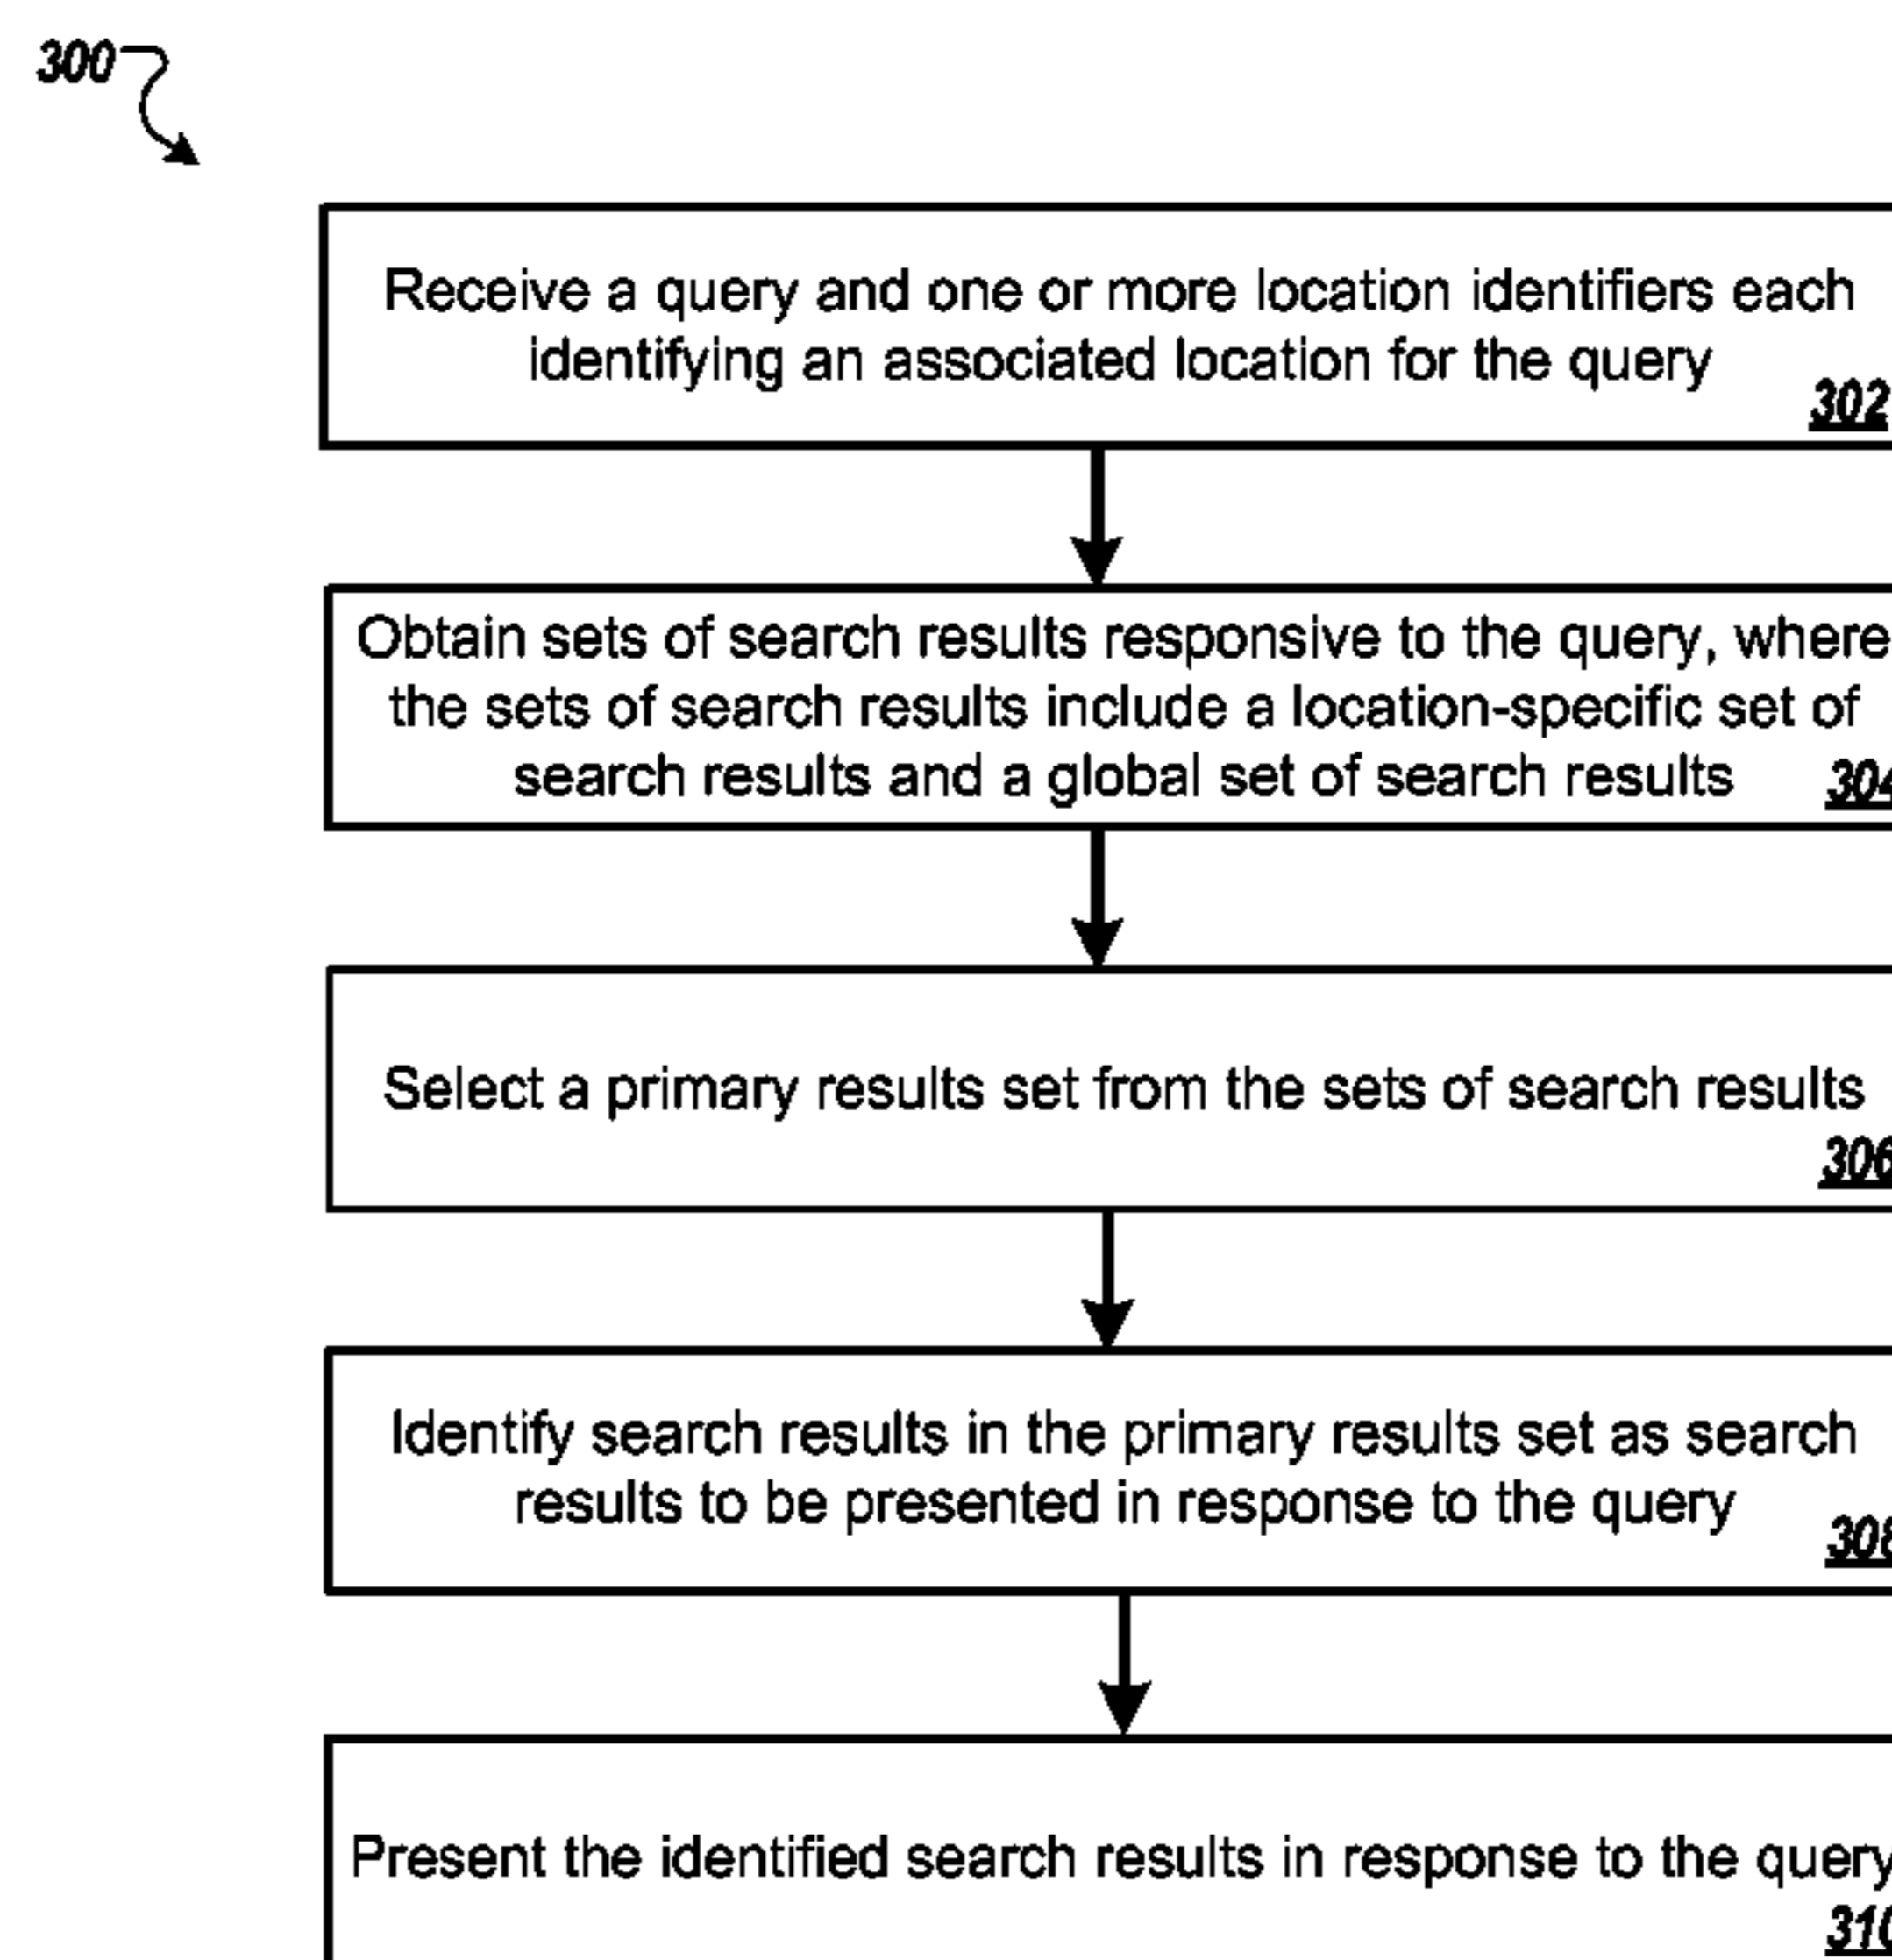 300
Receive a query and one or more location identifiers each
identifying an associated location for the query
302
Obtain sets of search results responsive to the query, where
the sets of search results include a location-specific set of
search results and a global set of search results
304
Select a primary results set from the sets of search results
306
Identify search results in the primary results set as search
results to be presented in response to the query
308
Present the identified search results in response to the query
310